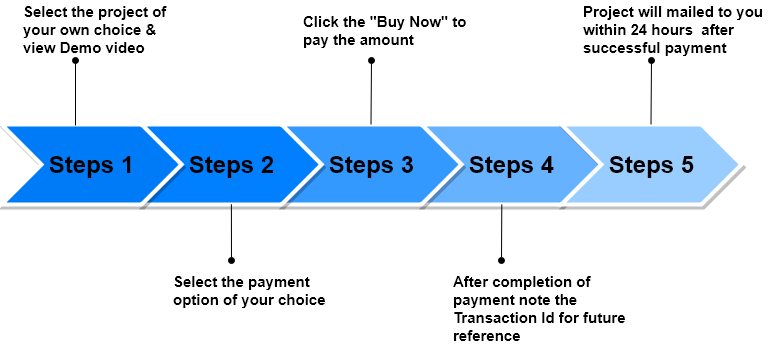 Select the project of
your own choice &
view Demo video
Click the "Buy Now" to
pay the amount
Project will mailed to you
within 24 hours  after
successful payment
Steps 1
Steps 2
Steps 3
Steps 4
Steps 5
Select the payment
option of your choice
After completion of
payment note the
Transaction Id for future
reference